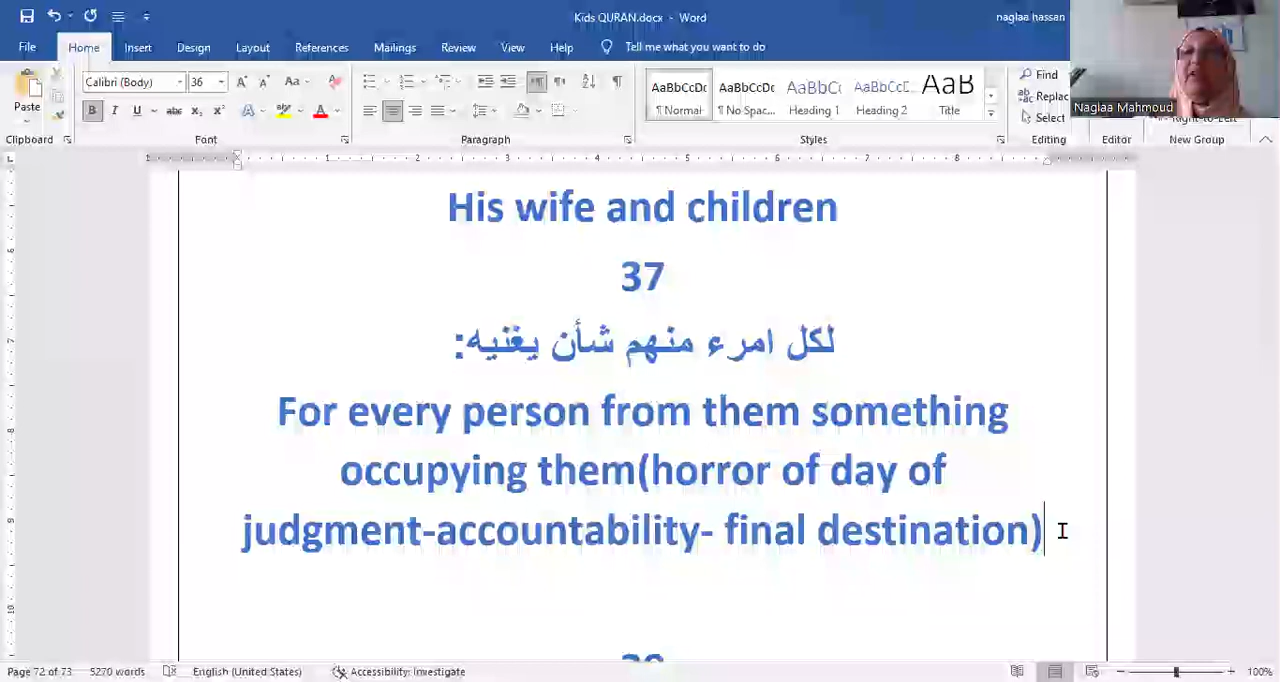 Kids QURAN.docx - Word
naglaa hassan
File Home Insert Design Layout References Mailings Review View Help Tell me what you want to do
Naglaa Mahmoud
Paste
Calibri (Body) 36
AaBbCcDc AaBbCcDc AaBbC AaBbCcD AaB
¶ Normal ¶ No Spac... Heading 1 Heading 2 Title
Find
Replac
Select
Clipboard Font Paragraph Styles Editing Editor New Group
His wife and children
37
لكل امرء منهم شأن يغنيه:
For every person from them something
occupying them(horror of day of
judgment-accountability- final destination)
Page 72 of 73 5270 words English (United States) Accessibility: Investigate 100%